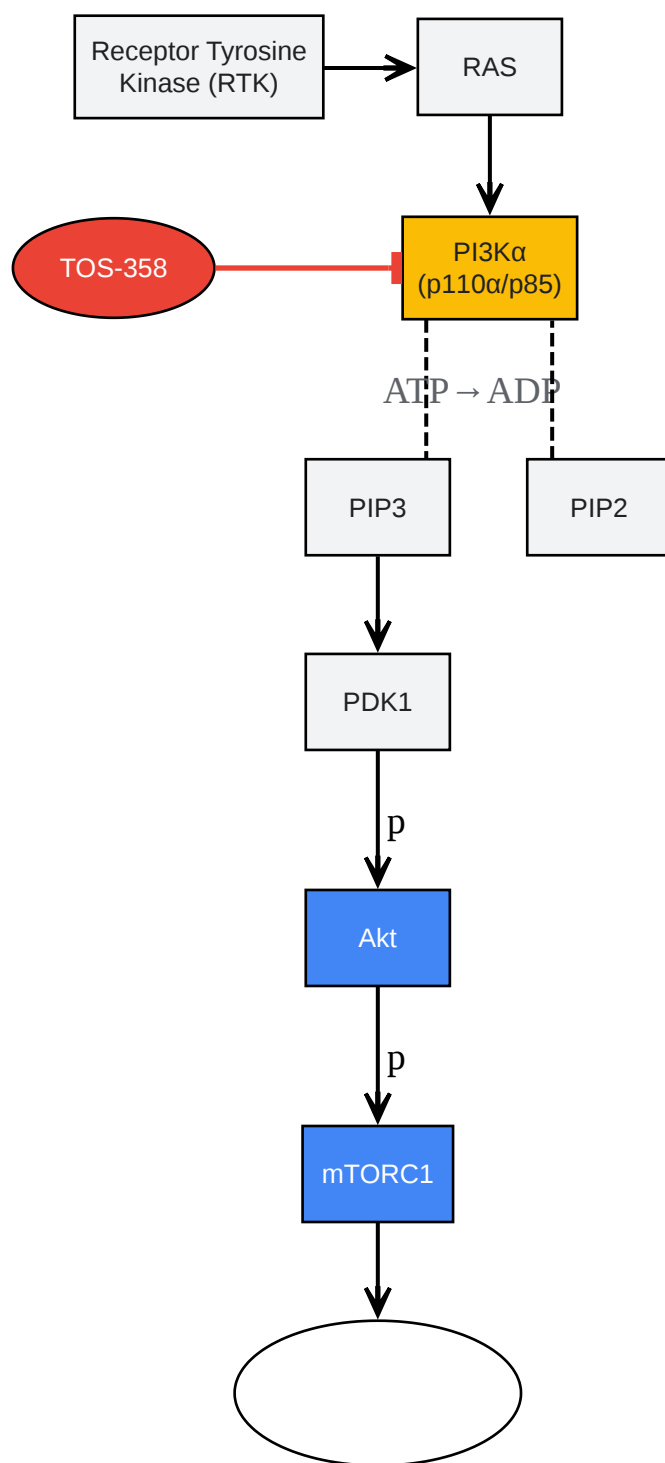 Receptor Tyrosine
Kinase (RTK)
RAS
TOS-358
PI3Kα
(p110α/p85)
ATP→ADP
PIP3
PIP2
PDK1
p
Akt
p
mTORC1